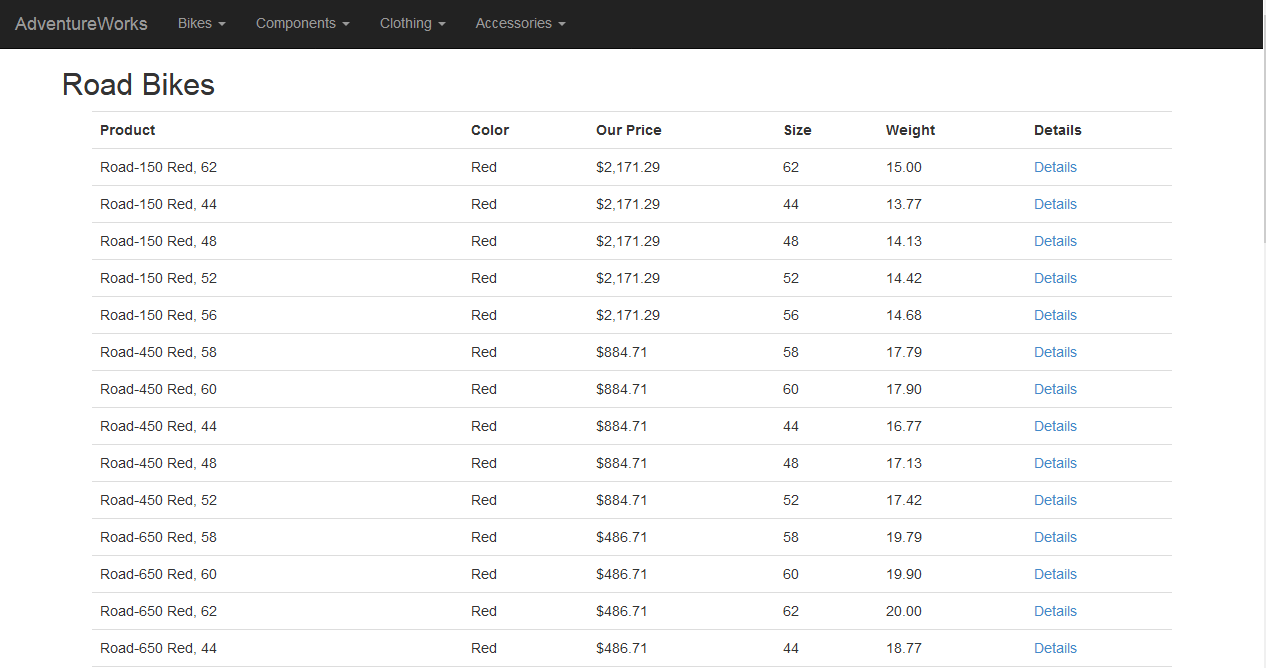 AdventureWorks Bikes Components Clothing Accessories
Road Bikes
Product Color Our Price Size Weight Details
Road-150 Red, 62 Red $2,171.29 62 15.00 Details
Road-150 Red, 44 Red $2,171.29 44 13.77 Details
Road-150 Red, 48 Red $2,171.29 48 14.13 Details
Road-150 Red, 52 Red $2,171.29 52 14.42 Details
Road-150 Red, 56 Red $2,171.29 56 14.68 Details
Road-450 Red, 58 Red $884.71 58 17.79 Details
Road-450 Red, 60 Red $884.71 60 17.90 Details
Road-450 Red, 44 Red $884.71 44 16.77 Details
Road-450 Red, 48 Red $884.71 48 17.13 Details
Road-450 Red, 52 Red $884.71 52 17.42 Details
Road-650 Red, 58 Red $486.71 58 19.79 Details
Road-650 Red, 60 Red $486.71 60 19.90 Details
Road-650 Red, 62 Red $486.71 62 20.00 Details
Road-650 Red, 44 Red $486.71 44 18.77 Details